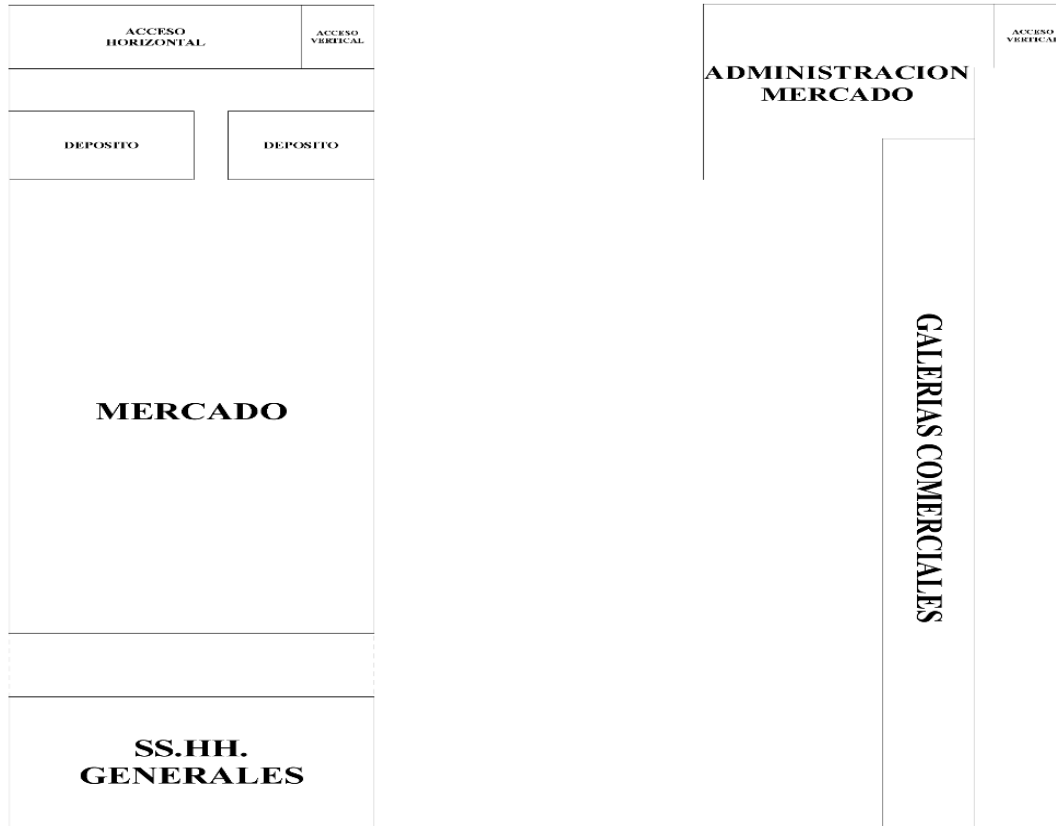 ACCESO
HORIZONTAL
ACCESO
VERTICAL
DEPOSITO
DEPOSITO
MERCADO
SS.HH.
GENERALES
ACCESO
VERTICAL
ADMINISTRACION
MERCADO
GALERIAS COMERCIALES